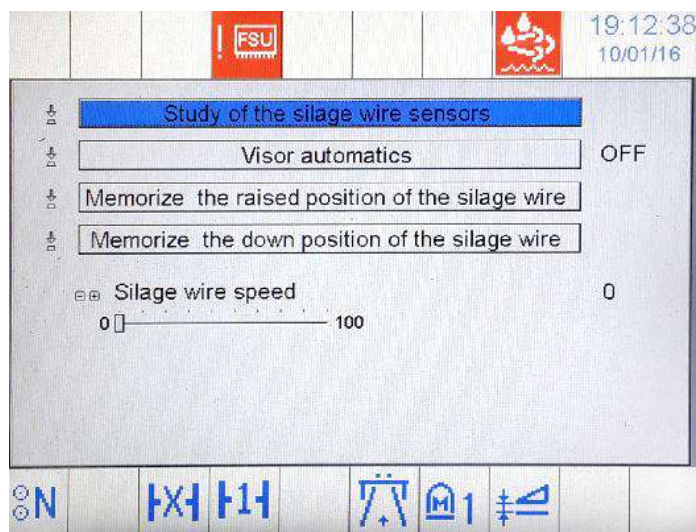 ! FSU
19:12:38
10/01/16
Study of the silage wire sensors
Visor automatics OFF
Memorize the raised position of the silage wire
Memorize the down position of the silage wire
Silage wire speed 0
0 100
N X 1 M 1